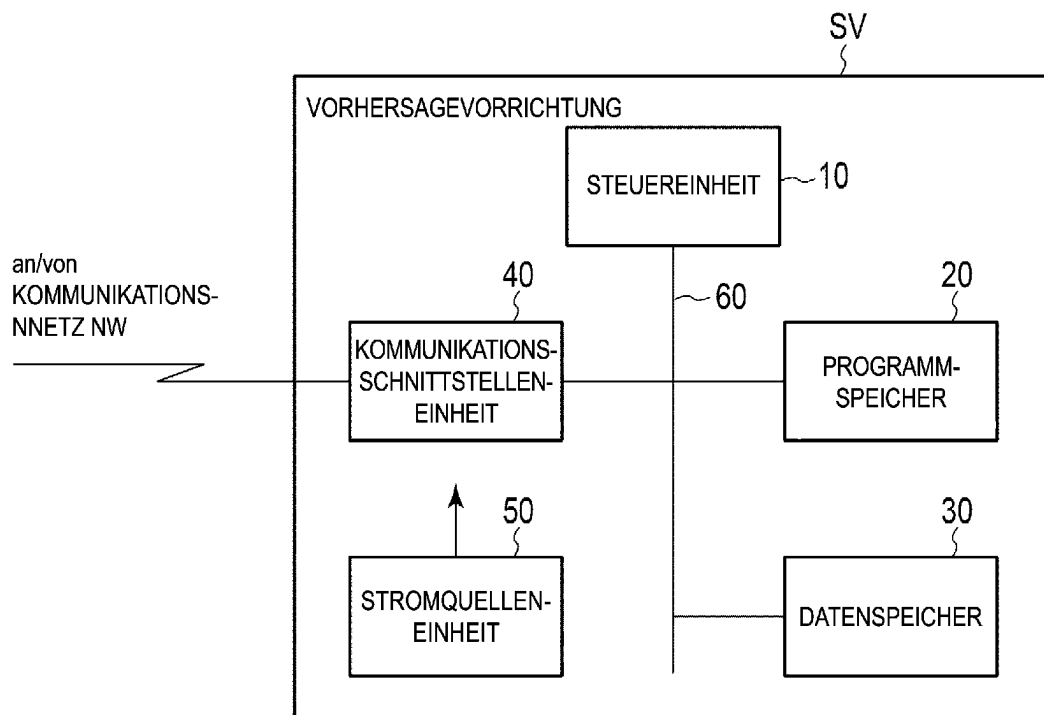 SV
VORHERSAGEVORRICHTUNG
STEUEREINHEIT
10
an/von
KOMMUNIKATIONS-
NNETZ NW
40
60
20
KOMMUNIKATIONS-
SCHNITTSTELLEN-
EINHEIT
PROGRAMM-
SPEICHER
50
30
STROMQUELLEN-
EINHEIT
DATENSPEICHER